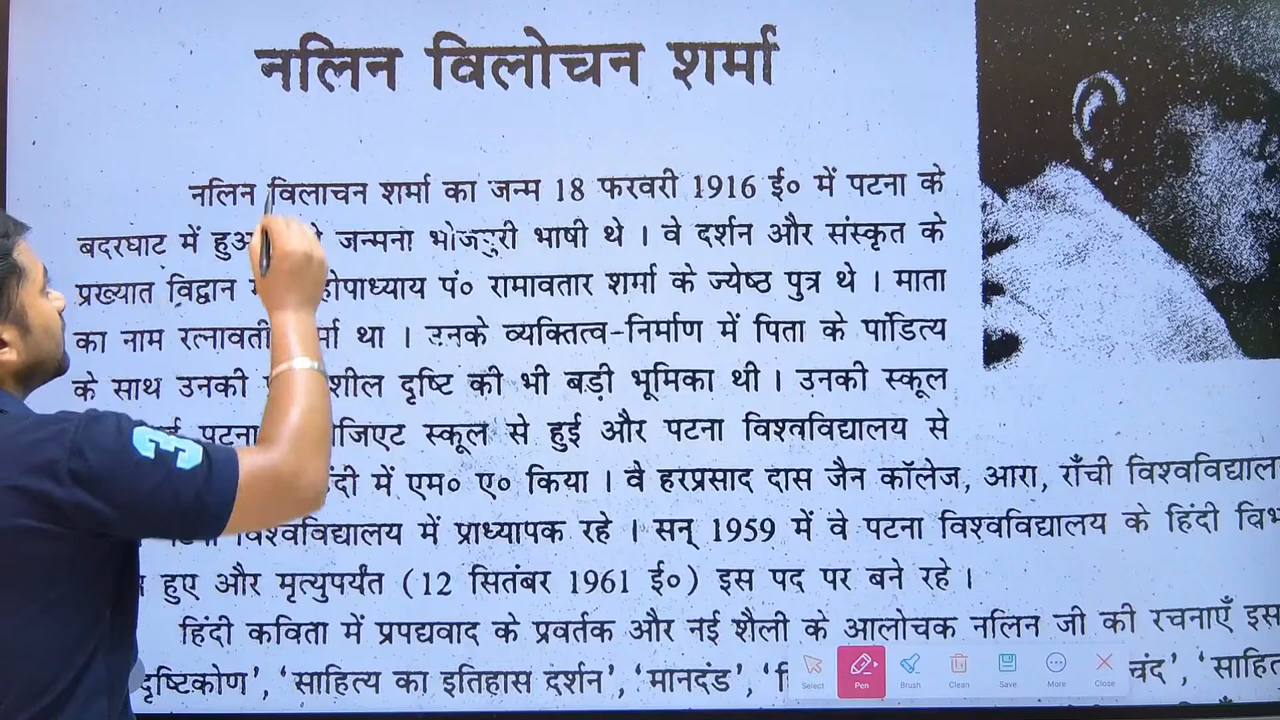 नलिन विलोचन शर्मा
नलिन विलाचन शर्मा का जन्म 18 फरवरी 1916 ई० में पटना के
बदरघाट में जन्मना भोजपुरी भाषी थे । वे दर्शन और संस्कृत के
प्रख्यात विद्वान पं० रामावतार शर्मा के ज्येष्ठ पुत्र थे । माता
का नाम था । उनके व्यक्तित्व-निर्माण में पिता के पांडित्य
के साथ उनकी दृष्टि की भी बड़ी भूमिका थी । उनकी स्कूल
पटना स्कूल से हुई और पटना विश्वविद्यालय से
में एम० ए० किया । वे हरप्रसाद दास जैन कॉलेज, आरा, राँची
विश्वविद्यालय में प्राध्यापक रहे । सन् 1959 में वे पटना विश्वविद्यालय के हिंदी
हुए और मृत्युपर्यंत (12 सितंबर 1961 ई०) इस पद पर बने रहे ।
हिंदी कविता में प्रपद्यवाद के प्रवर्तक और नई शैली के आलोचक नलिन जी की रचनाएँ इस
दृष्टिकोण’, ‘साहित्य का इतिहास दर्शन’, ‘मानदंड’,
Select Pen Brush Clean Save More Close
3